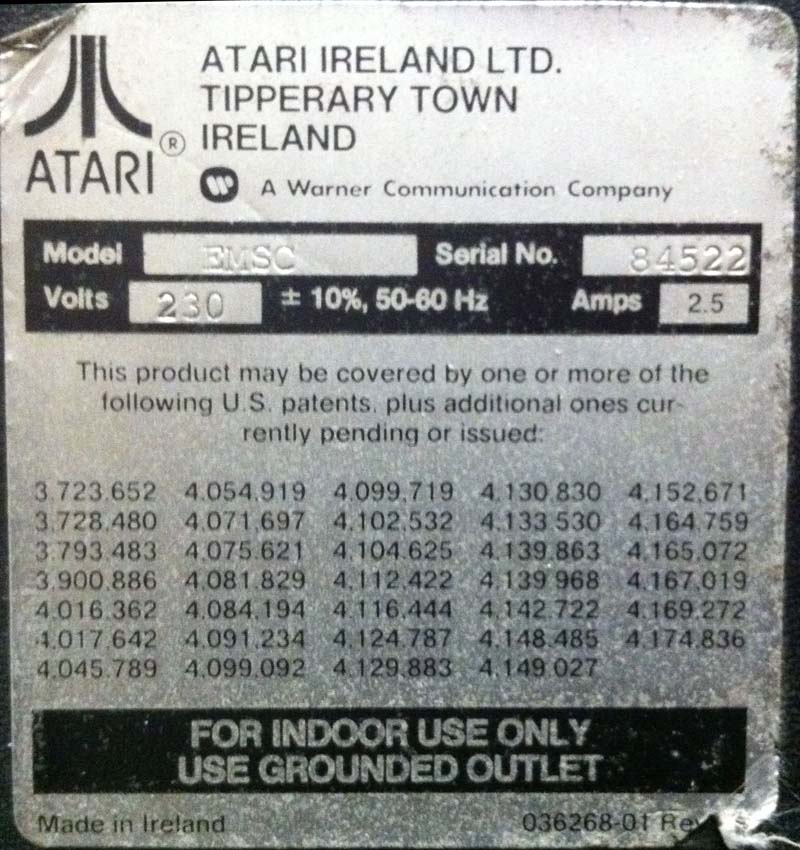 ATARI IRELAND LTD.
TIPPERARY TOWN
IRELAND
ATARI ®
A Warner Communication Company
Model EMSC Serial No. 84522
Volts 230 ± 10%, 50-60 Hz Amps 2.5
This product may be covered by one or more of the
following U.S. patents, plus additional ones cur-
rently pending or issued:
3,723,652 4,054,919 4,099,719 4,130,830 4,152,671
3,728,480 4,071,697 4,102,532 4,133,530 4,164,759
3,793,483 4,075,621 4,104,625 4,139,863 4,165,072
3,900,886 4,081,829 4,112,422 4,139,968 4,167,019
4,016,362 4,084,194 4,116,444 4,142,722 4,169,272
4,017,642 4,091,234 4,124,787 4,148,485 4,174,836
4,045,789 4,099,092 4,129,883 4,149,027
FOR INDOOR USE ONLY
USE GROUNDED OUTLET
Made in Ireland 036268-01